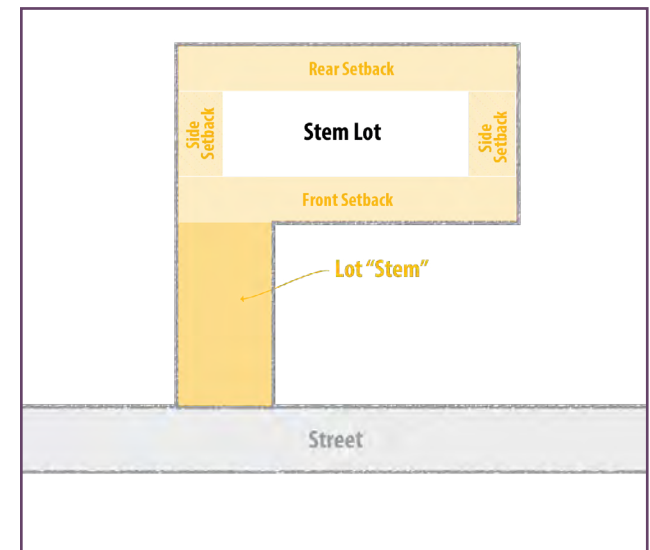 Rear Setback
Side
Setback
Stem Lot
Side
Setback
Front Setback
Lot “Stem”
Street